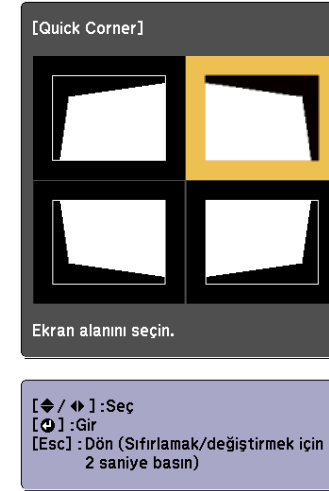 [Quick Corner]
Ekran alanını seçin.
[ / ] :Seç
[ ] :Gir
[Esc] :Dön (Sıfırlamak/değiştirmek için
2 saniye basın)